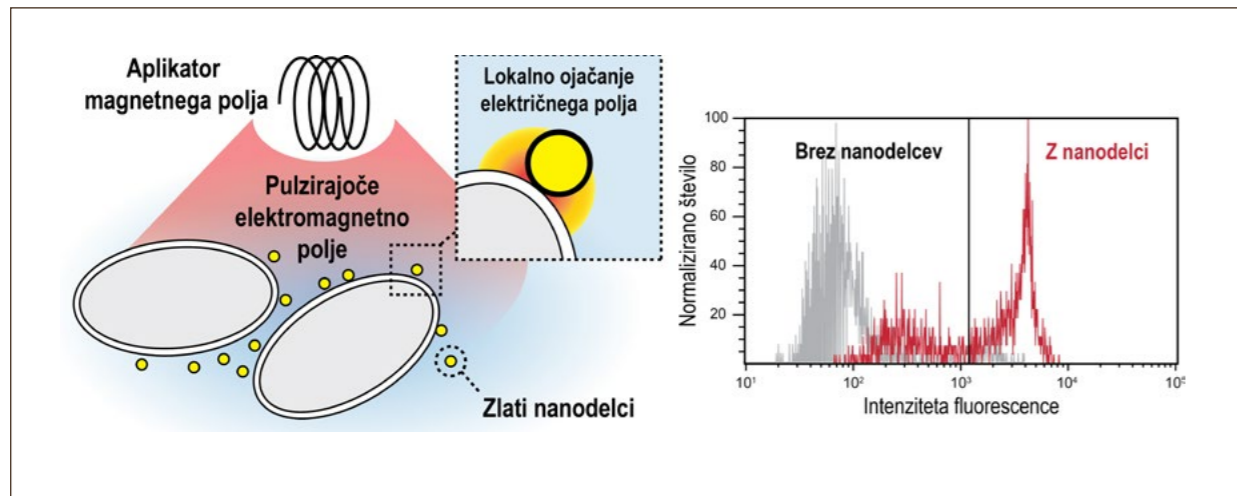 Aplikator
magnetnega polja
Lokalno ojačanje
električnega polja
Pulzirajoče
elektromagnetno
polje
Zlati nanodelci
Normalizirano število
100
80
60
40
20
Brez nanodelcev
Z nanodelci
10¹
10²
10³
10⁴
10⁵
Intenziteta fluorescence